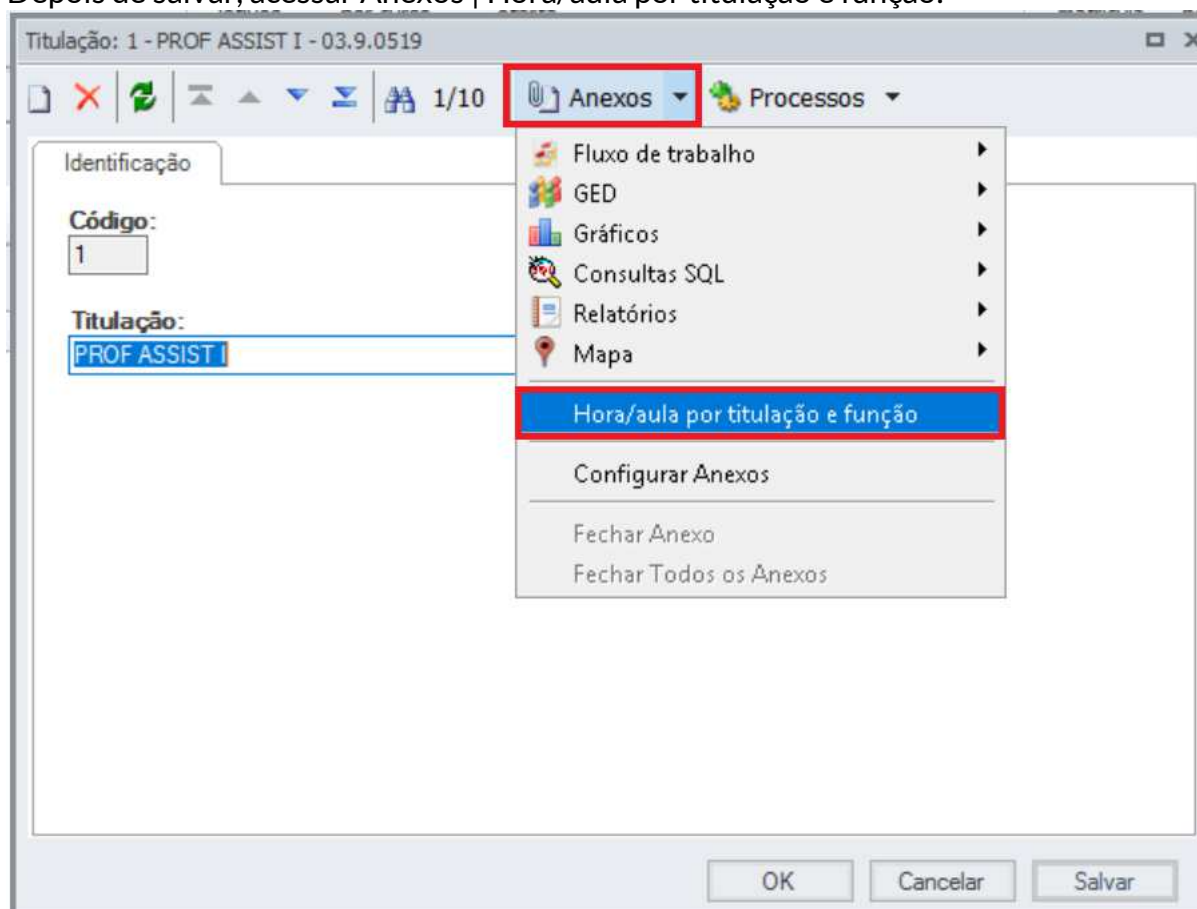 Depois de salvar, acessar Anexos | Hora/aula por titulação e função.
Titulação: 1 - PROF ASSIST I - 03.9.0519
1/10 Anexos Processos
Identificação
Código:
1
Titulação:
PROF ASSIST I
Fluxo de trabalho
GED
Gráficos
Consultas SQL
Relatórios
Mapa
Hora/aula por titulação e função
Configurar Anexos
Fechar Anexo
Fechar Todos os Anexos
OK Cancelar Salvar